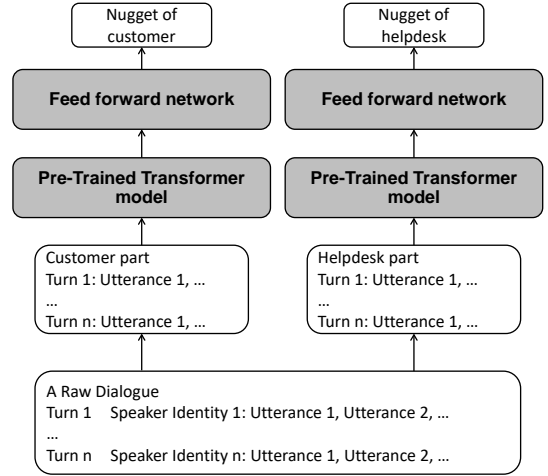 Nugget of
customer
Nugget of
helpdesk
Feed forward network
Feed forward network
Pre-Trained Transformer
model
Pre-Trained Transformer
model
Customer part
Turn 1: Utterance 1, ...
...
Turn n: Utterance 1, ...
Helpdesk part
Turn 1: Utterance 1, ...
...
Turn n: Utterance 1, ...
A Raw Dialogue
Turn 1 Speaker Identity 1: Utterance 1, Utterance 2, ...
...
Turn n Speaker Identity n: Utterance 1, Utterance 2, ...